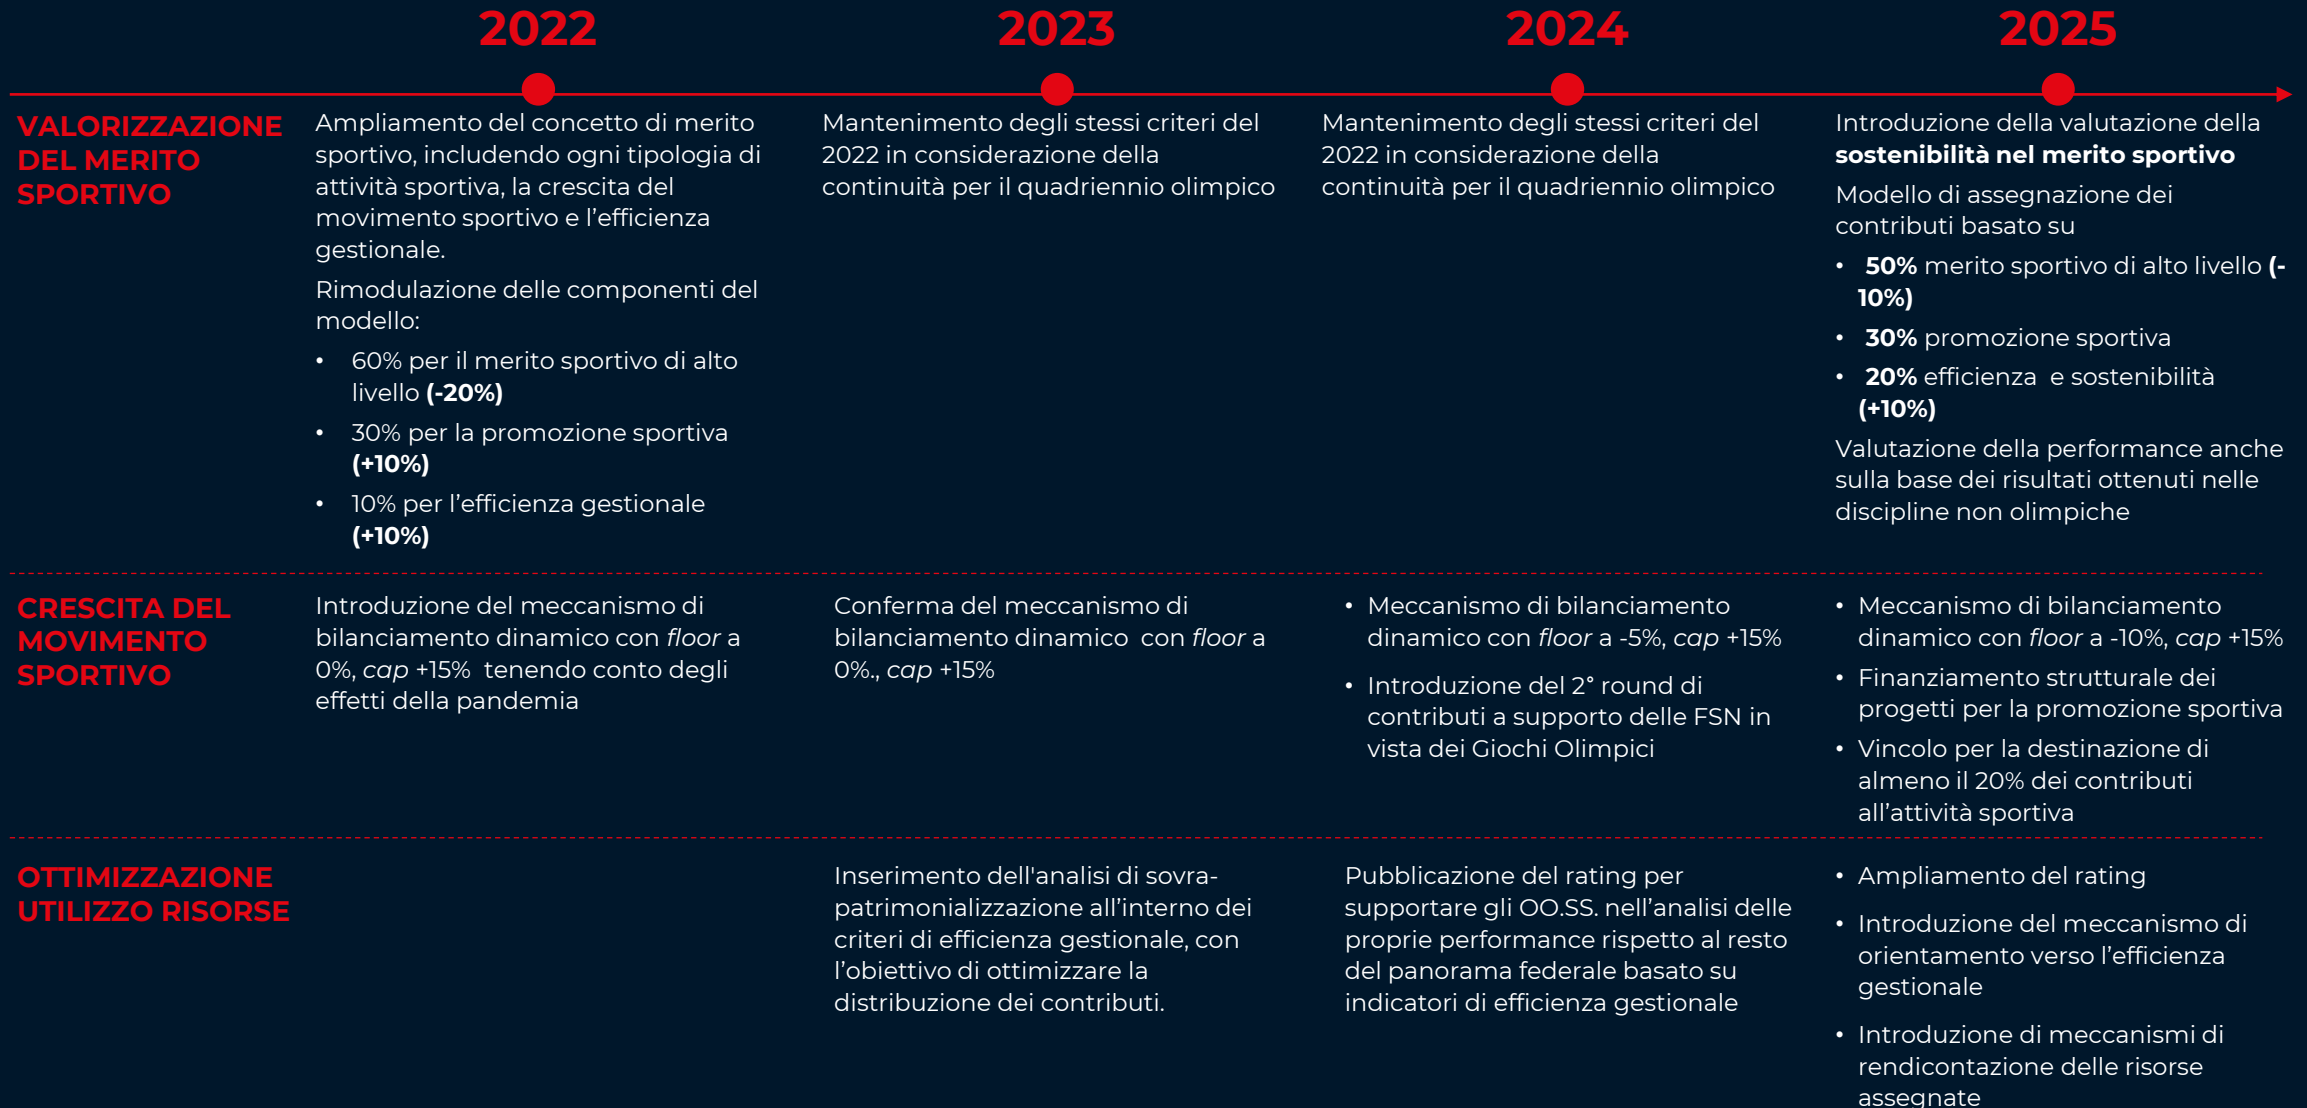 2022
2023
2024
2025
VALORIZZAZIONE
DEL MERITO
SPORTIVO
Ampliamento del concetto di merito
sportivo, includendo ogni tipologia di
attività sportiva, la crescita del
movimento sportivo e l’efficienza
gestionale.
Rimodulazione delle componenti del
modello:
• 60% per il merito sportivo di alto
livello (-20%)
• 30% per la promozione sportiva
(+10%)
• 10% per l’efficienza gestionale
(+10%)
Mantenimento degli stessi criteri del
2022 in considerazione della
continuità per il quadriennio olimpico
Mantenimento degli stessi criteri del
2022 in considerazione della
continuità per il quadriennio olimpico
Introduzione della valutazione della
sostenibilità nel merito sportivo
Modello di assegnazione dei
contributi basato su
• 50% merito sportivo di alto livello (-
10%)
• 30% promozione sportiva
• 20% efficienza e sostenibilità
(+10%)
Valutazione della performance anche
sulla base dei risultati ottenuti nelle
discipline non olimpiche
CRESCITA DEL
MOVIMENTO
SPORTIVO
Introduzione del meccanismo di
bilanciamento dinamico con floor a
0%, cap +15% tenendo conto degli
effetti della pandemia
Conferma del meccanismo di
bilanciamento dinamico con floor a
0%., cap +15%
• Meccanismo di bilanciamento
dinamico con floor a -5%, cap +15%
• Introduzione del 2° round di
contributi a supporto delle FSN in
vista dei Giochi Olimpici
• Meccanismo di bilanciamento
dinamico con floor a -10%, cap +15%
• Finanziamento strutturale dei
progetti per la promozione sportiva
• Vincolo per la destinazione di
almeno il 20% dei contributi
all’attività sportiva
OTTIMIZZAZIONE
UTILIZZO RISORSE
Inserimento dell'analisi di sovra-
patrimonializzazione all’interno dei
criteri di efficienza gestionale, con
l’obiettivo di ottimizzare la
distribuzione dei contributi.
Pubblicazione del rating per
supportare gli OO.SS. nell’analisi delle
proprie performance rispetto al resto
del panorama federale basato su
indicatori di efficienza gestionale
• Ampliamento del rating
• Introduzione del meccanismo di
orientamento verso l’efficienza
gestionale
• Introduzione di meccanismi di
rendicontazione delle risorse
assegnate